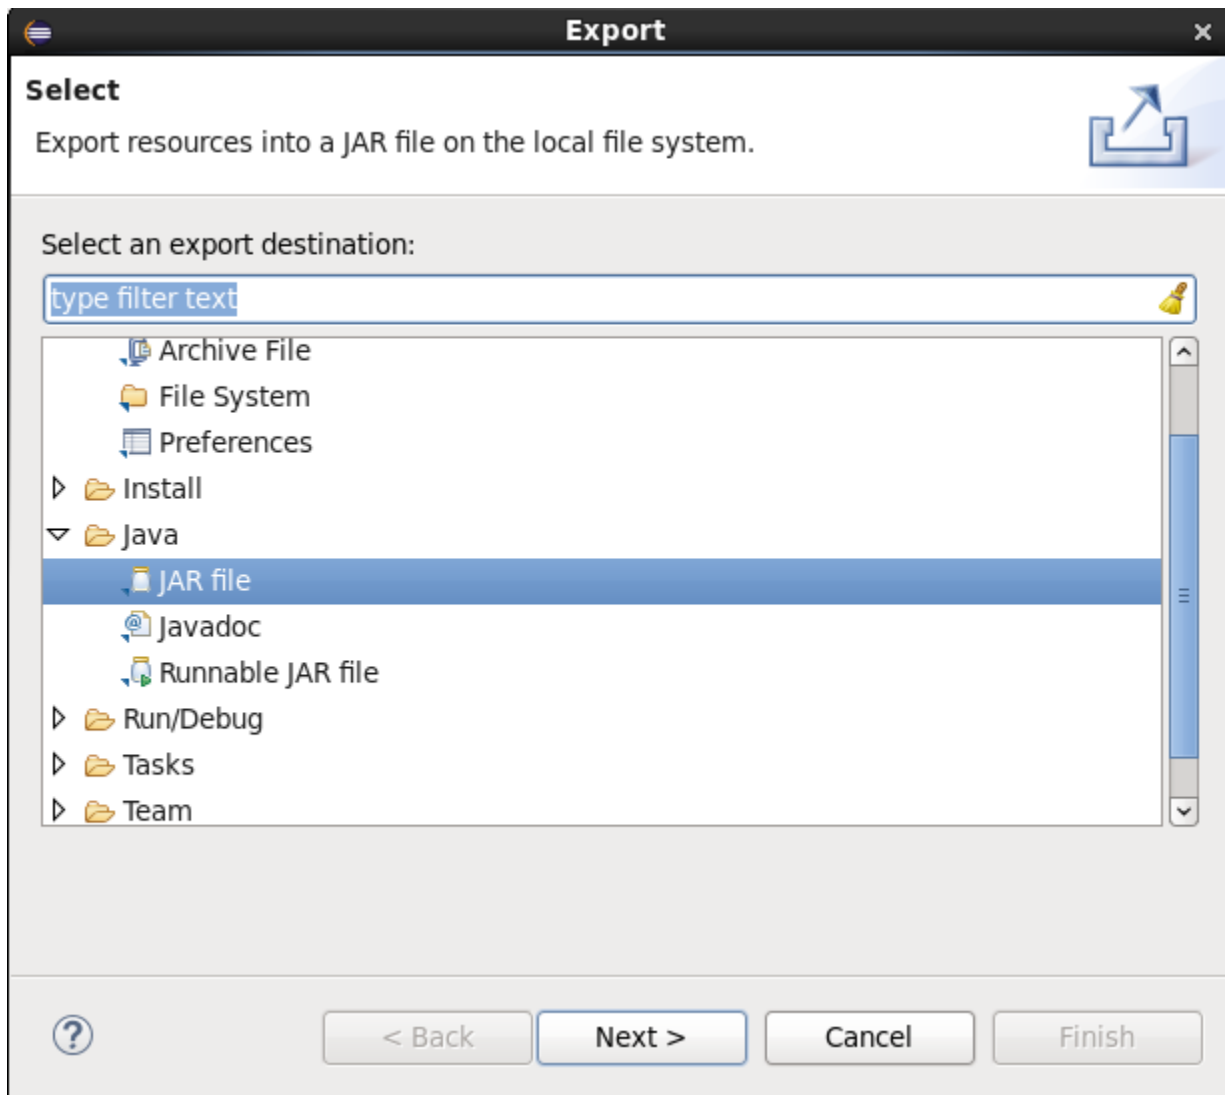 Export
Select
Export resources into a JAR file on the local file system.
Select an export destination:
type filter text
Archive File
File System
Preferences
Install
Java
JAR file
Javadoc
Runnable JAR file
Run/Debug
Tasks
Team
< Back Next > Cancel Finish